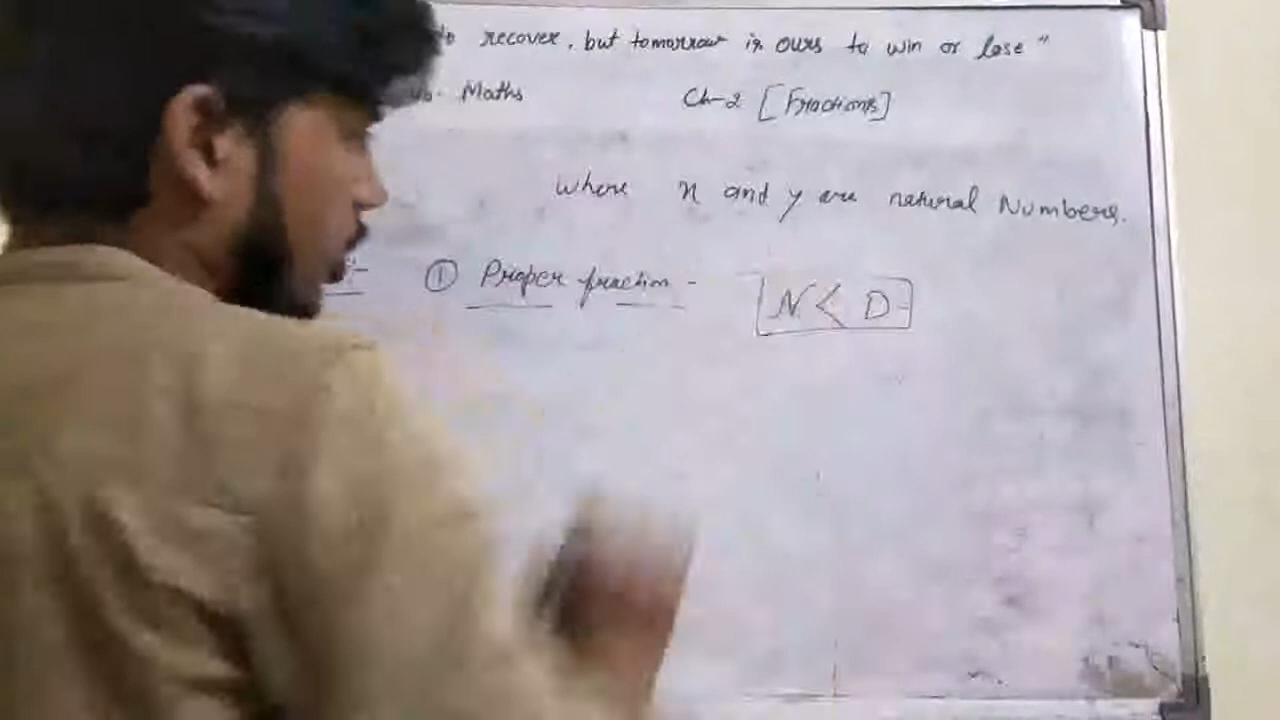 to recover, but tomorrow is ours to win or lose"
Maths Ch-2 [Fractions]
where x and y are natural Numbers.
:- ① Proper fraction - N < D